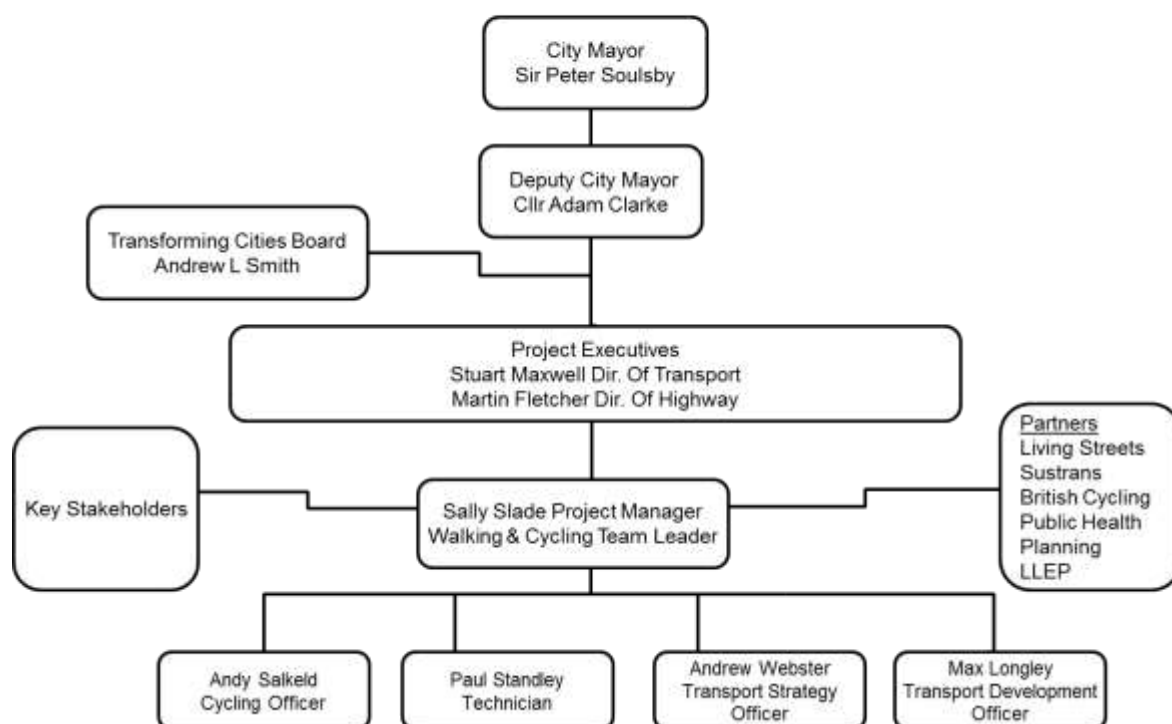 City Mayor
Sir Peter Soulsby
Deputy City Mayor
Cllr Adam Clarke
Transforming Cities Board
Andrew L Smith
Project Executives
Stuart Maxwell Dir. Of Transport
Martin Fletcher Dir. Of Highway
Key Stakeholders
Sally Slade Project Manager
Walking & Cycling Team Leader
Partners
Living Streets
Sustrans
British Cycling
Public Health
Planning
LLEP
Andy Salkeld
Cycling Officer
Paul Standley
Technician
Andrew Webster
Transport Strategy
Officer
Max Longley
Transport Development
Officer